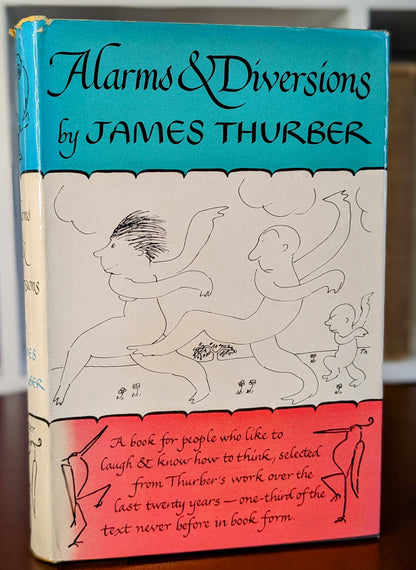 Alarms & Diversions
by JAMES THURBER
A book for people who like to
laugh & know how to think, selected
from Thurber's work over the
last twenty years — one-third of the
text never before in book form.